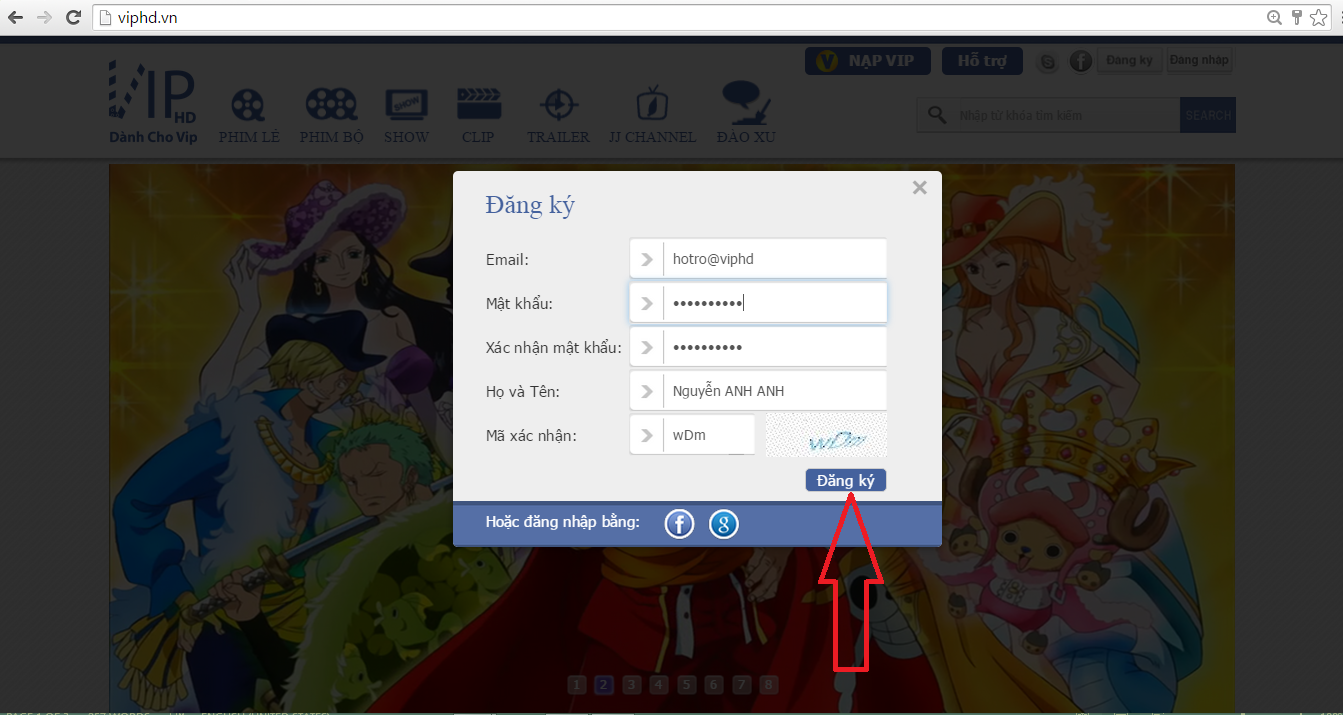 viphd.vn
NẠP VIP
Hỗ trợ
Đăng ký
Đăng nhập
VIP
HD
Dành Cho Vip
PHIM LẺ
PHIM BỘ
SHOW
CLIP
TRAILER
JJ CHANNEL
ĐÀO XU
SHOW
Nhập từ khóa tìm kiếm
SEARCH
Đăng ký
Email:
hotro@viphd
Mật khẩu:
••••••••••
Xác nhận mật khẩu:
••••••••••
Họ và Tên:
Nguyễn ANH ANH
Mã xác nhận:
wDm
wDm
Đăng ký
Hoặc đăng nhập bằng:
1 2 3 4 5 6 7 8